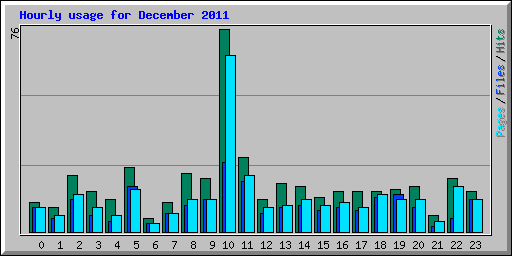 Hourly usage for December 2011
76
Pages/Files/Hits
0 1 2 3 4 5 6 7 8 9 10 11 12 13 14 15 16 17 18 19 20 21 22 23